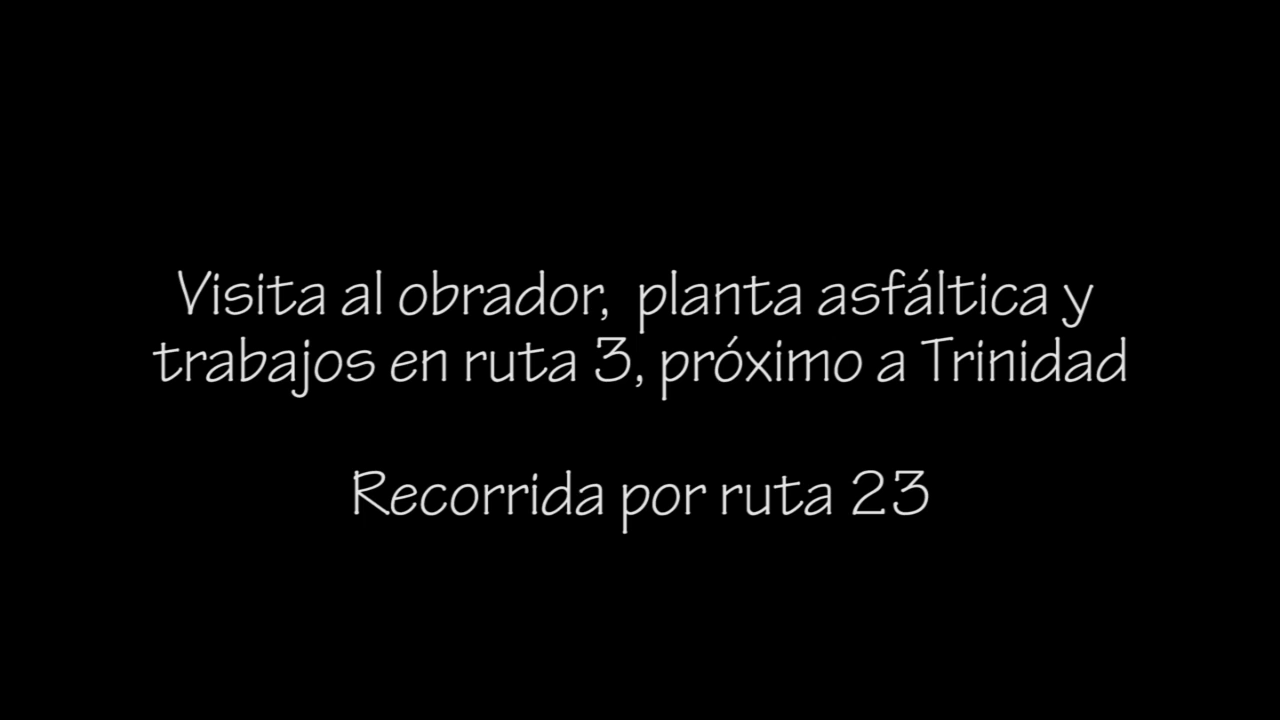 Visita al obrador, planta asfáltica y
trabajos en ruta 3, próximo a Trinidad
Recorrida por ruta 23